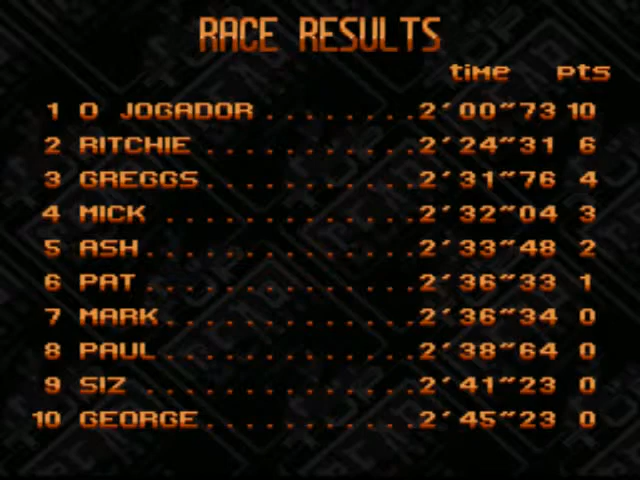 RACE RESULTS
time pts
1 O JOGADOR ........2´00"73 10
2 RITCHIE...........2´24"31 6
3 GREGGS...........2´31"76 4
4 MICK .............2´32"04 3
5 ASH..............2´33"48 2
6 PAT ..............2´36"33 1
7 MARK.............2´36"34 0
8 PAUL.............2´38"64 0
9 SIZ ..............2´41"23 0
10 GEORGE...........2´45"23 0